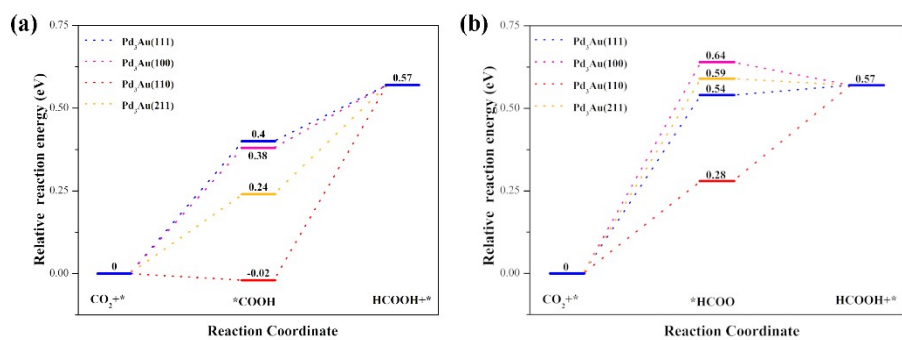 (a)
Relative reaction energy (eV)
0.75
0.50
0.25
0.00
Pd3Au(111)
Pd3Au(100)
Pd3Au(110)
Pd3Au(211)
0.57
0.4
0.38
0.24
0
-0.02
CO2+*
*COOH
HCOOH+*
Reaction Coordinate
(b)
Relative reaction energy (eV)
0.75
0.50
0.25
0.00
Pd3Au(111)
Pd3Au(100)
Pd3Au(110)
Pd3Au(211)
0.64
0.59
0.54
0.57
0.28
0
CO2+*
*HCOO
HCOOH+*
Reaction Coordinate